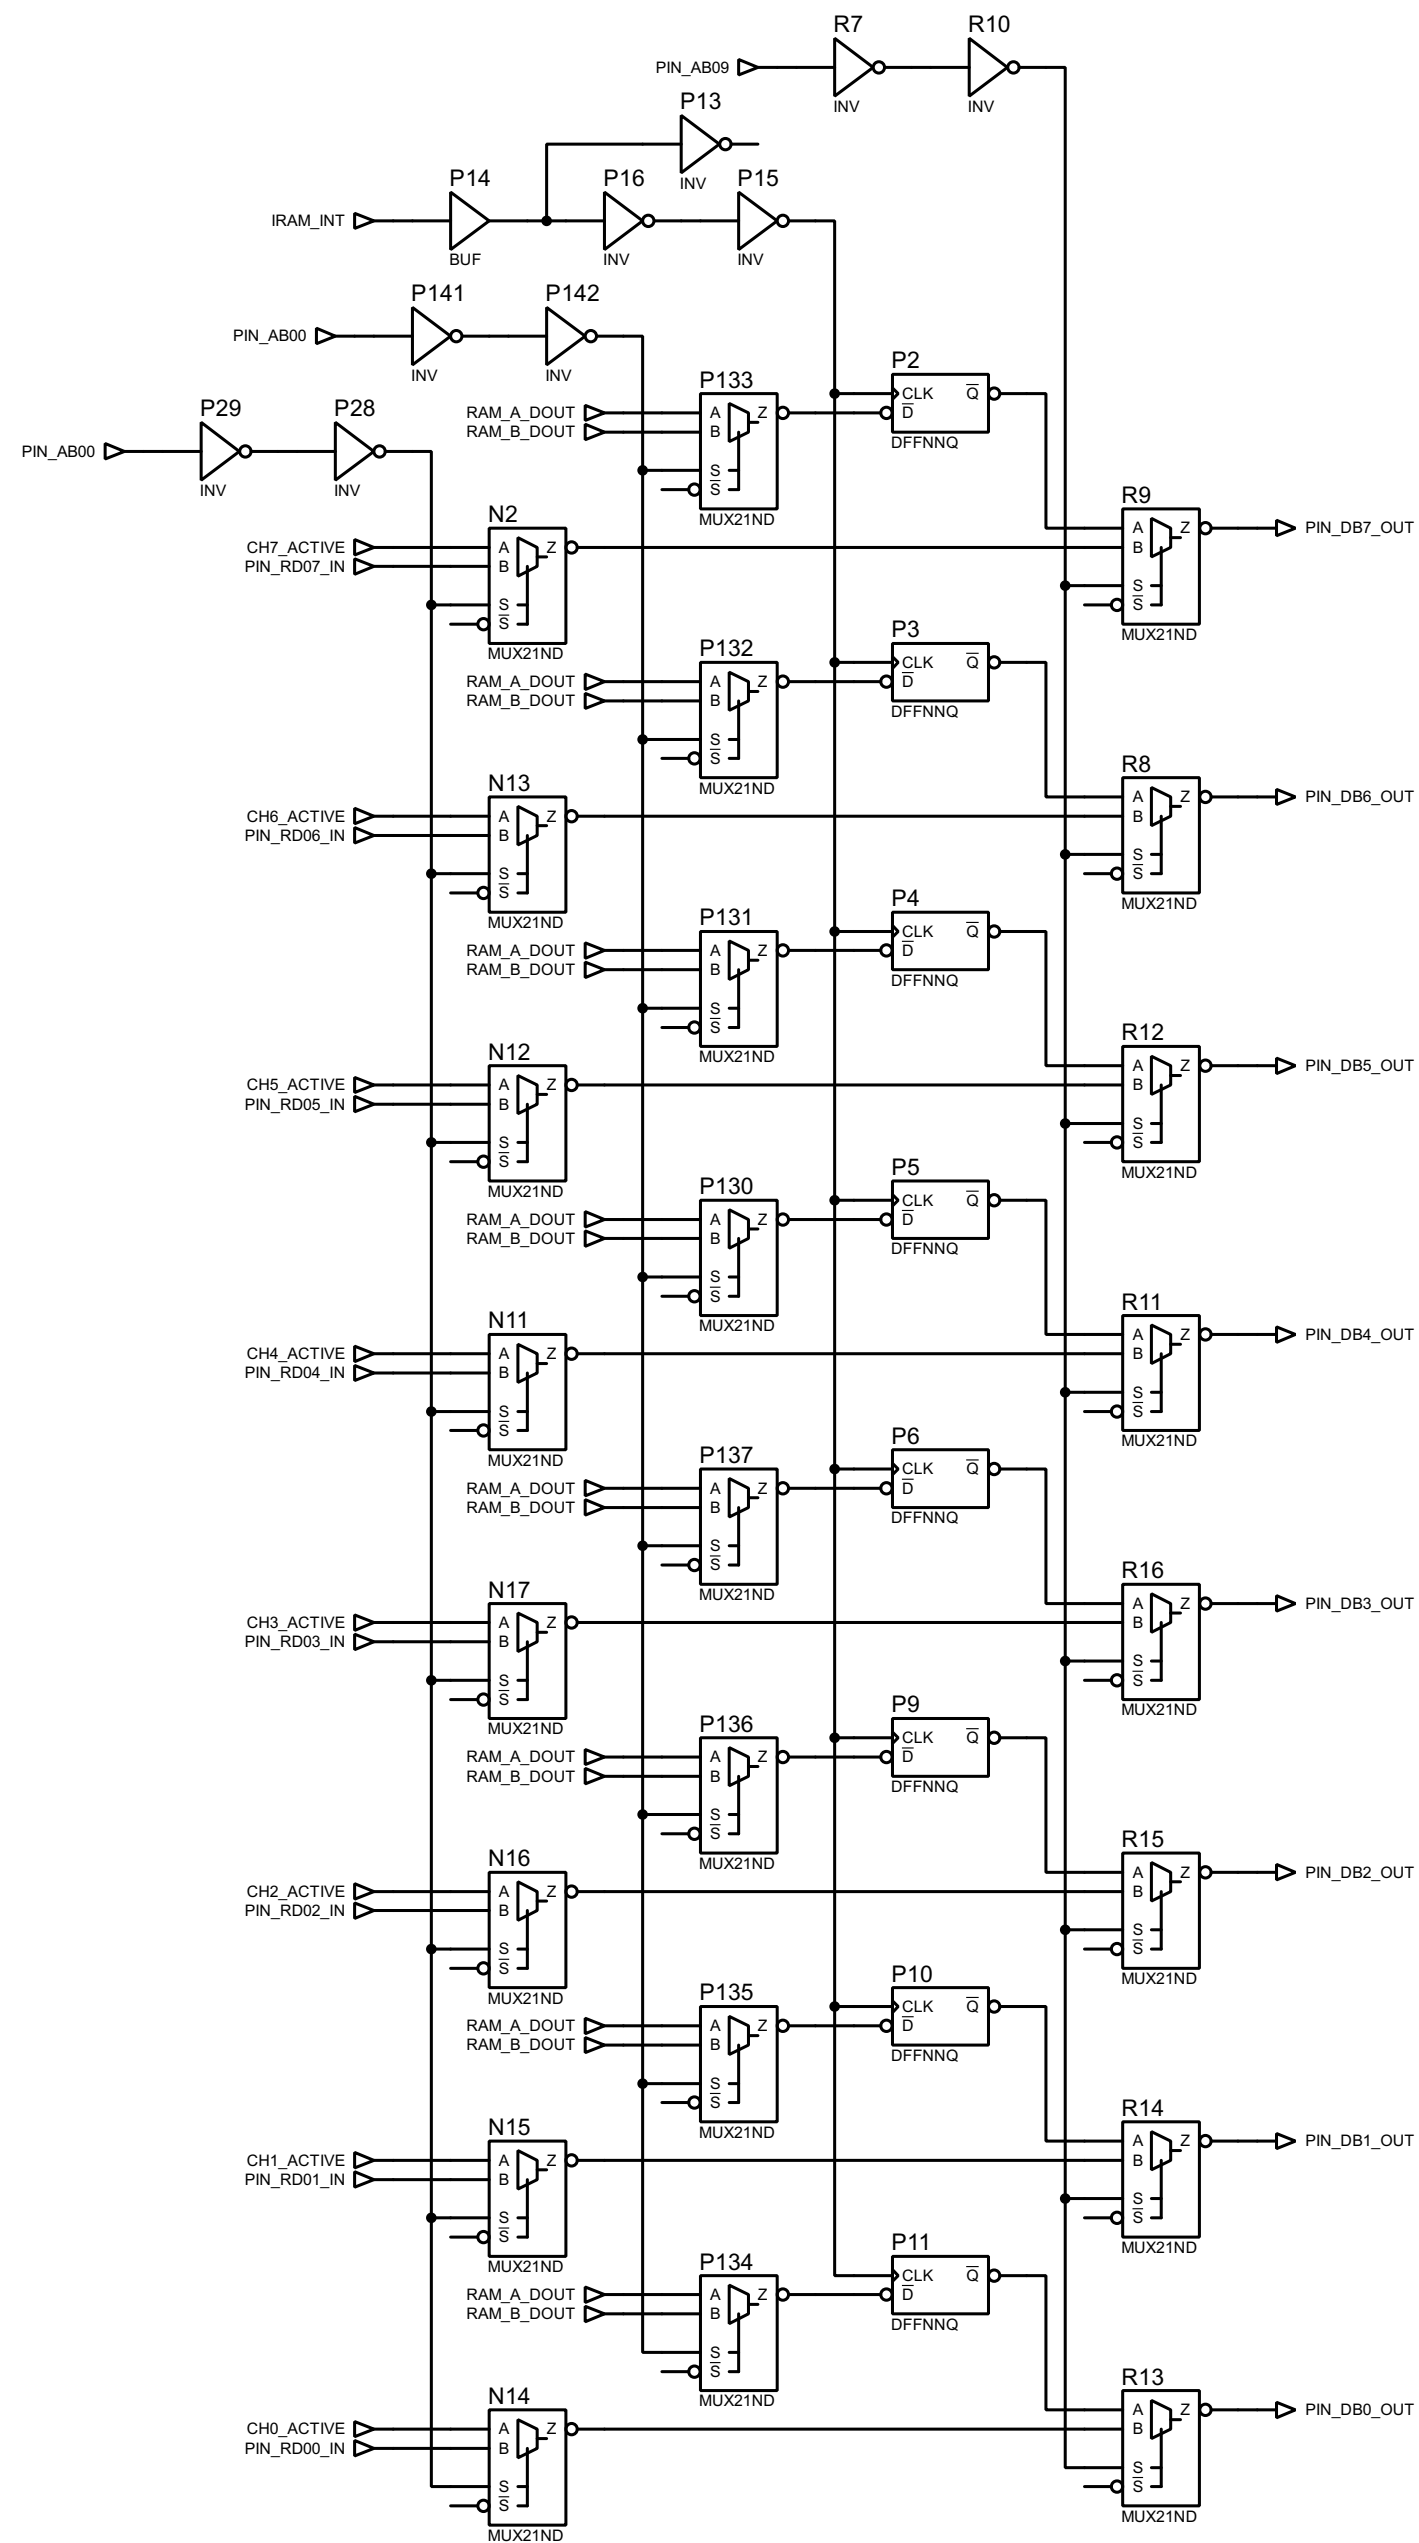 R7
R10
PIN_AB09
INV
INV
P13
INV
P14
P16
P15
IRAM_INT
BUF
INV
INV
P141
P142
PIN_AB00
INV
INV
P29
P28
PIN_AB00
INV
INV
P133
RAM_A_DOUT
RAM_B_DOUT
A
B
Z
S
S
MUX21ND
P2
CLK
D
Q
DFFNNQ
N2
CH7_ACTIVE
PIN_RD07_IN
A
B
Z
S
S
MUX21ND
R9
A
B
Z
S
S
MUX21ND
PIN_DB7_OUT
P132
RAM_A_DOUT
RAM_B_DOUT
A
B
Z
S
S
MUX21ND
P3
CLK
D
Q
DFFNNQ
N13
CH6_ACTIVE
PIN_RD06_IN
A
B
Z
S
S
MUX21ND
R8
A
B
Z
S
S
MUX21ND
PIN_DB6_OUT
P131
RAM_A_DOUT
RAM_B_DOUT
A
B
Z
S
S
MUX21ND
P4
CLK
D
Q
DFFNNQ
N12
CH5_ACTIVE
PIN_RD05_IN
A
B
Z
S
S
MUX21ND
R12
A
B
Z
S
S
MUX21ND
PIN_DB5_OUT
P130
RAM_A_DOUT
RAM_B_DOUT
A
B
Z
S
S
MUX21ND
P5
CLK
D
Q
DFFNNQ
N11
CH4_ACTIVE
PIN_RD04_IN
A
B
Z
S
S
MUX21ND
R11
A
B
Z
S
S
MUX21ND
PIN_DB4_OUT
P137
RAM_A_DOUT
RAM_B_DOUT
A
B
Z
S
S
MUX21ND
P6
CLK
D
Q
DFFNNQ
N17
CH3_ACTIVE
PIN_RD03_IN
A
B
Z
S
S
MUX21ND
R16
A
B
Z
S
S
MUX21ND
PIN_DB3_OUT
P136
RAM_A_DOUT
RAM_B_DOUT
A
B
Z
S
S
MUX21ND
P9
CLK
D
Q
DFFNNQ
N16
CH2_ACTIVE
PIN_RD02_IN
A
B
Z
S
S
MUX21ND
R15
A
B
Z
S
S
MUX21ND
PIN_DB2_OUT
P135
RAM_A_DOUT
RAM_B_DOUT
A
B
Z
S
S
MUX21ND
P10
CLK
D
Q
DFFNNQ
N15
CH1_ACTIVE
PIN_RD01_IN
A
B
Z
S
S
MUX21ND
R14
A
B
Z
S
S
MUX21ND
PIN_DB1_OUT
P134
RAM_A_DOUT
RAM_B_DOUT
A
B
Z
S
S
MUX21ND
P11
CLK
D
Q
DFFNNQ
N14
CH0_ACTIVE
PIN_RD00_IN
A
B
Z
S
S
MUX21ND
R13
A
B
Z
S
S
MUX21ND
PIN_DB0_OUT